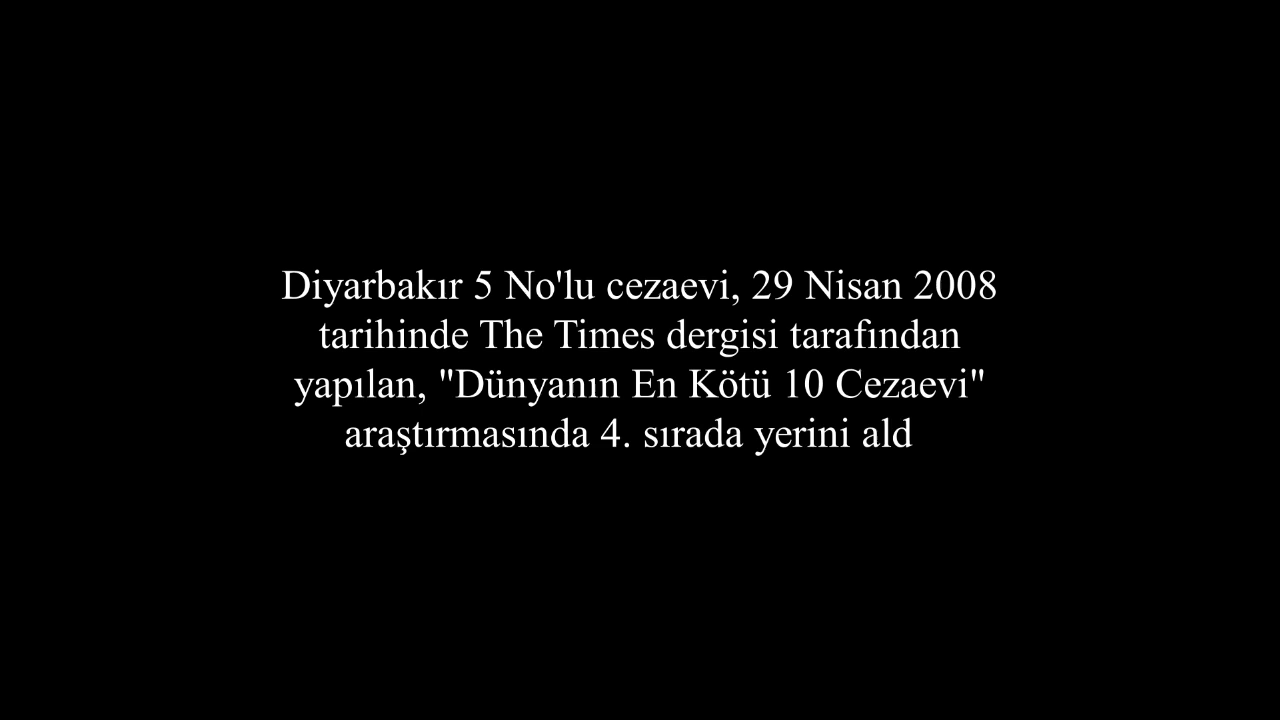 Diyarbakır 5 No'lu cezaevi, 29 Nisan 2008
tarihinde The Times dergisi tarafından
yapılan, "Dünyanın En Kötü 10 Cezaevi"
araştırmasında 4. sırada yerini ald